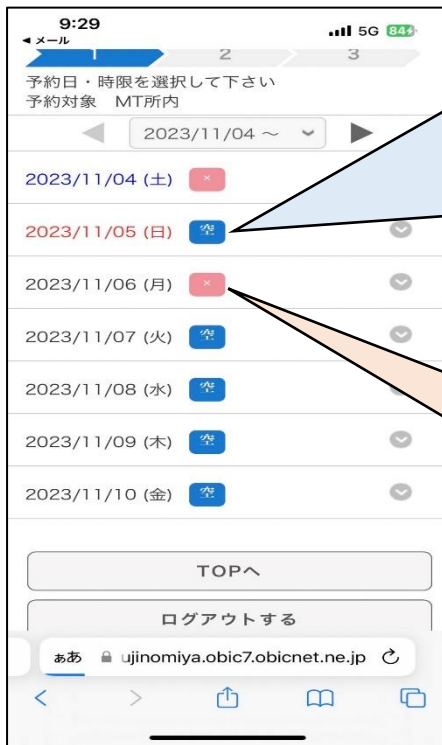 9:29
5G 84
◀ メール
1 2 3
予約日・時限を選択して下さい
予約対象 MT所内
2023/11/04 ～
2023/11/04 (土) ×
2023/11/05 (日) 空
2023/11/06 (月) ×
2023/11/07 (火) 空
2023/11/08 (水) 空
2023/11/09 (木) 空
2023/11/10 (金) 空
TOPへ
ログアウトする
ぁあ ujinomiya.obic7.obicnet.ne.jp